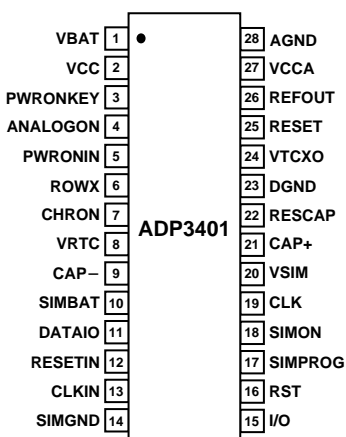 VBAT 1 28 AGND
VCC 2 27 VCCA
PWRONKEY 3 26 REFOUT
ANALOGON 4 25 RESET
PWRONIN 5 24 VTCXO
ROWX 6 23 DGND
CHRON 7 22 RESCAP
ADP3401
VRTC 8 21 CAP+
CAP− 9 20 VSIM
SIMBAT 10 19 CLK
DATAIO 11 18 SIMON
RESETIN 12 17 SIMPROG
CLKIN 13 16 RST
SIMGND 14 15 I/O